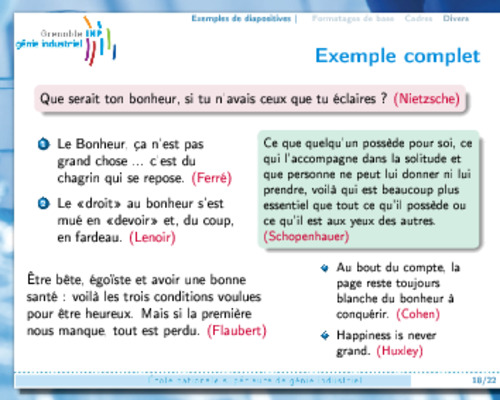 Exemples de diapositives | Formatages de base Cadres Divers
Grenoble INP
génie industriel
Exemple complet
Que serait ton bonheur, si tu n'avais ceux que tu éclaires ? (Nietzsche)
1 Le Bonheur, ça n'est pas
grand chose ... c'est du
chagrin qui se repose. (Ferré)
2 Le «droit» au bonheur s'est
mué en «devoir» et, du coup,
en fardeau. (Lenoir)
Ce que quelqu'un possède pour soi, ce
qui l'accompagne dans la solitude et
que personne ne peut lui donner ni lui
prendre, voilà qui est beaucoup plus
essentiel que tout ce qu'il possède ou
ce qu'il est aux yeux des autres.
(Schopenhauer)
Être bête, égoïste et avoir une bonne
santé : voilà les trois conditions voulues
pour être heureux. Mais si la première
nous manque, tout est perdu. (Flaubert)
Au bout du compte, la
page reste toujours
blanche du bonheur à
conquérir. (Cohen)
Happiness is never
grand. (Huxley)
École nationale supérieure de génie industriel
18/22